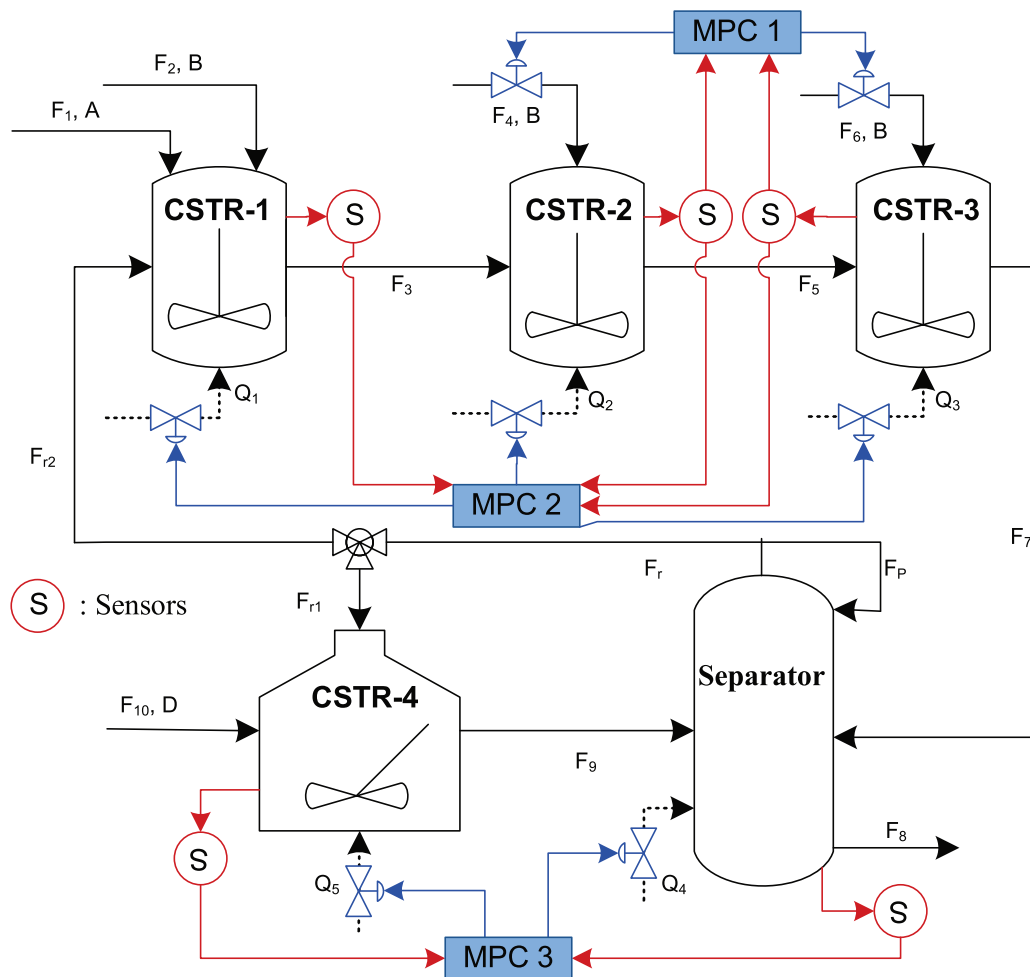 MPC 1
F2, B
F1, A
F4, B
F6, B
CSTR-1
S
CSTR-2
S
S
CSTR-3
F3
F5
Q1
Q2
Q3
Fr2
MPC 2
F7
Fr
FP
S : Sensors
Fr1
Separator
CSTR-4
F10, D
F9
F8
S
Q5
Q4
S
MPC 3